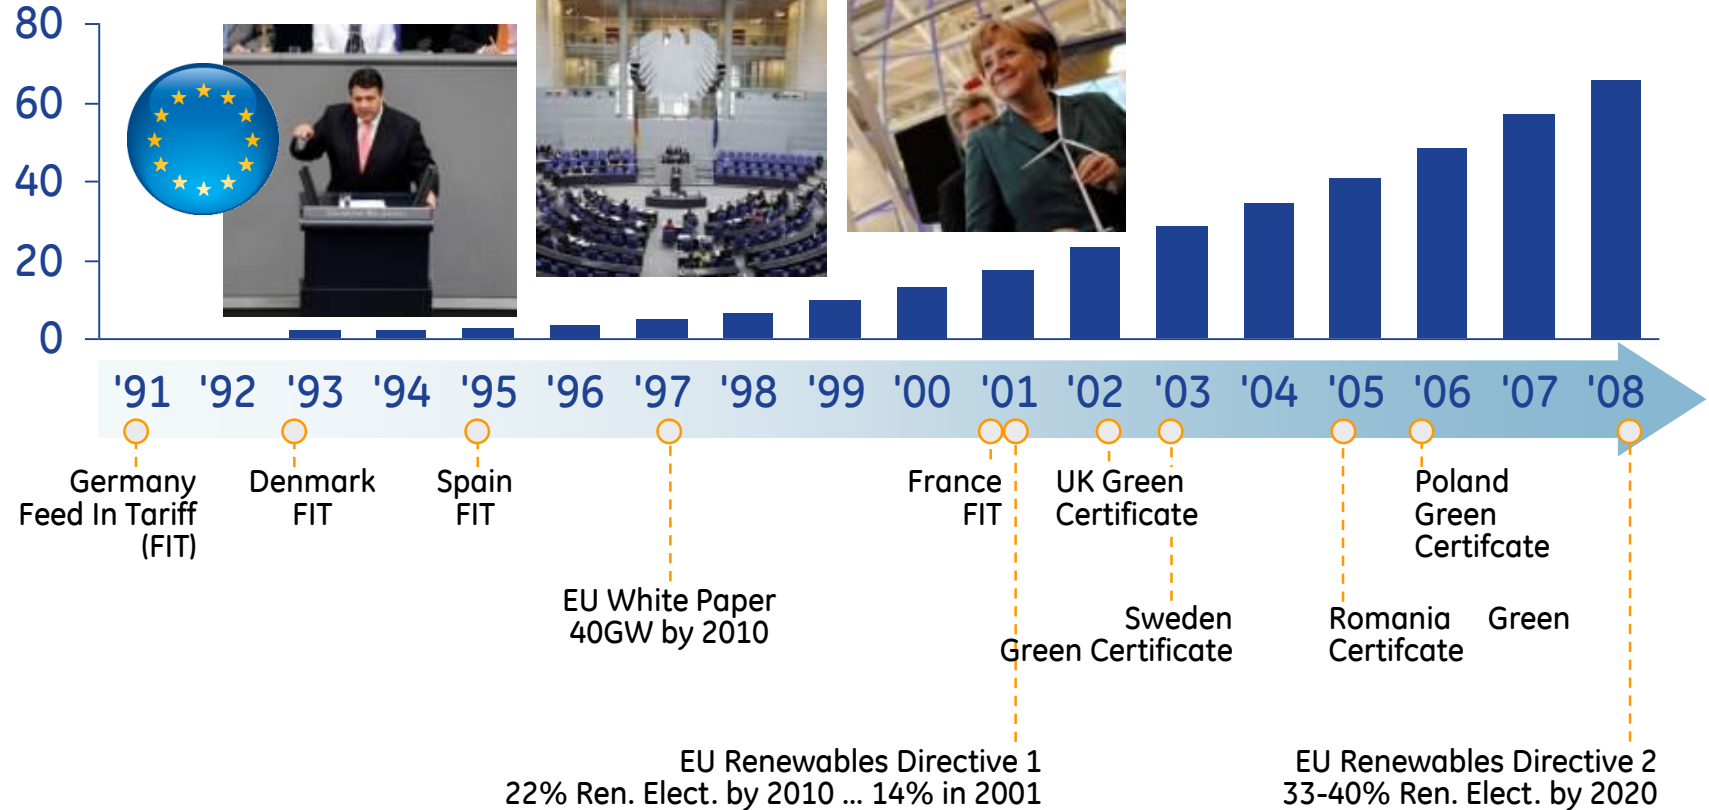 80
60
40
20
0
'91 '92 '93 '94 '95 '96 '97 '98 '99 '00 '01 '02 '03 '04 '05 '06 '07 '08
Germany
Feed In Tariff
(FIT)
Denmark
FIT
Spain
FIT
EU White Paper
40GW by 2010
France
FIT
UK Green
Certificate
Sweden
Green Certificate
Romania Green
Certifcate
Poland
Green
Certifcate
EU Renewables Directive 1
22% Ren. Elect. by 2010 ... 14% in 2001
EU Renewables Directive 2
33-40% Ren. Elect. by 2020